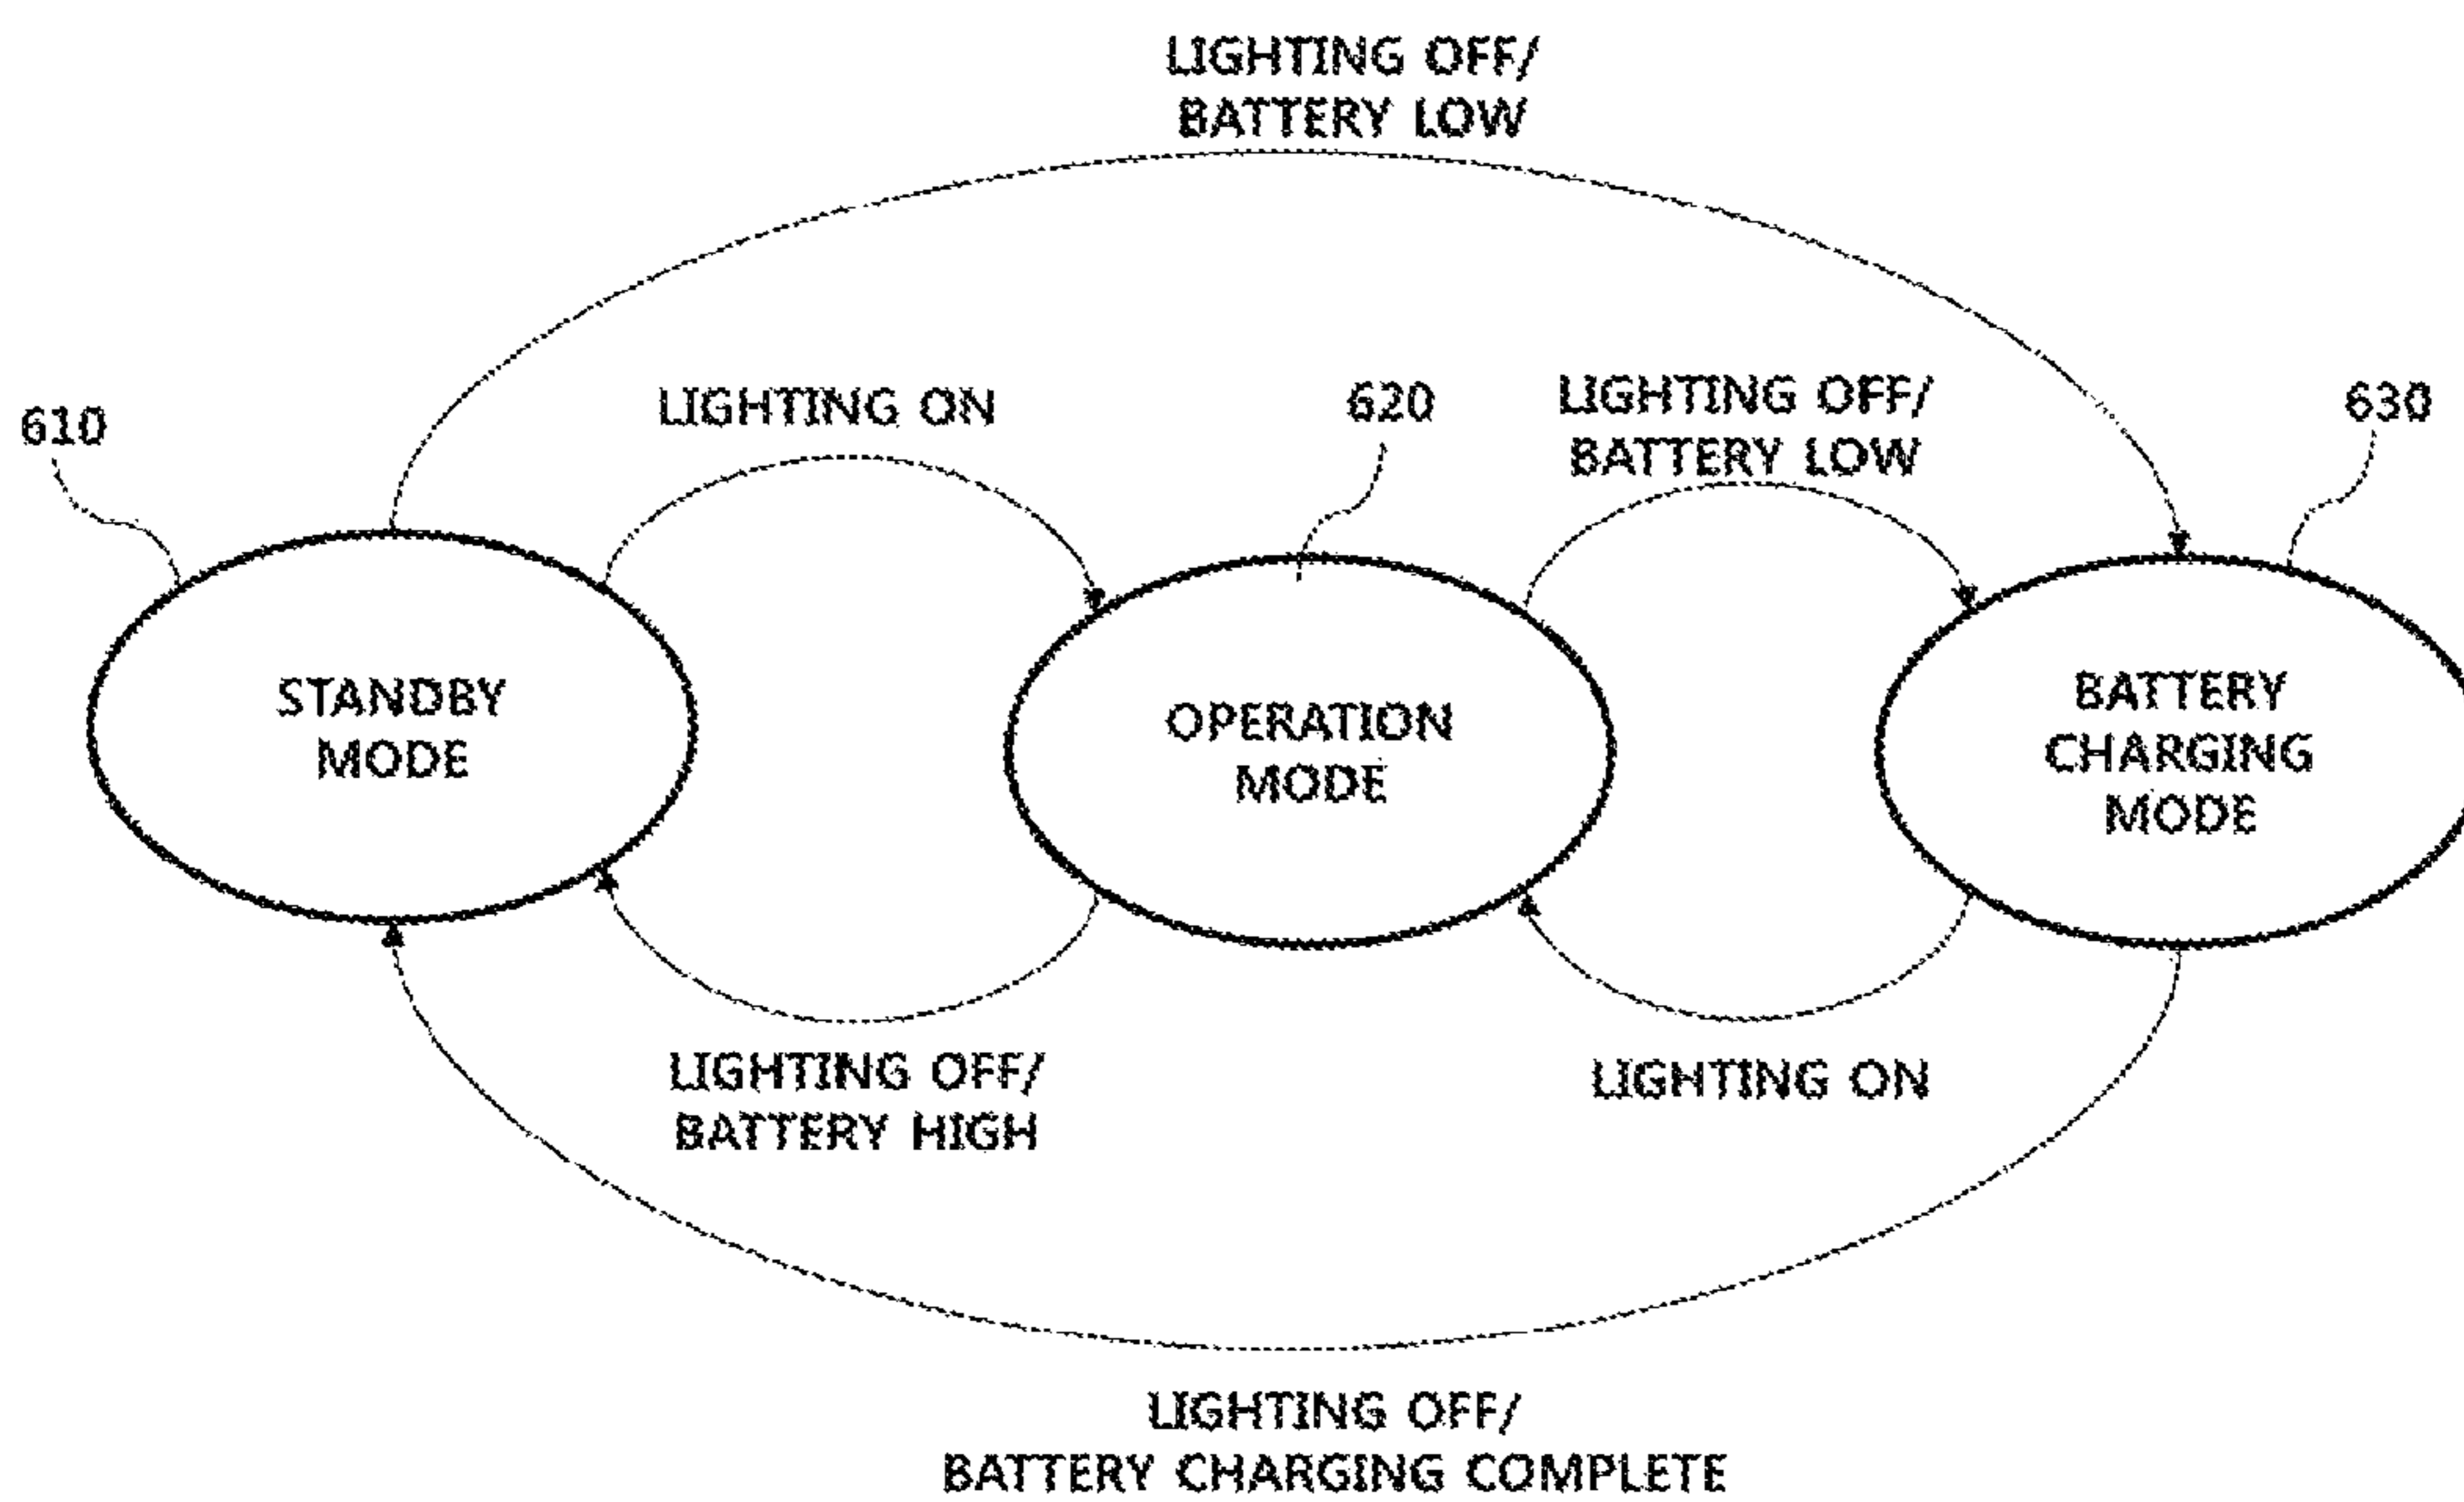 LIGHTING OFF/
BATTERY LOW
LIGHTING ON
620
LIGHTING OFF/
BATTERY LOW
630
610
STANDBY
MODE
OPERATION
MODE
BATTERY
CHARGING
MODE
LIGHTING OFF/
BATTERY HIGH
LIGHTING ON
LIGHTING OFF/
BATTERY CHARGING COMPLETE